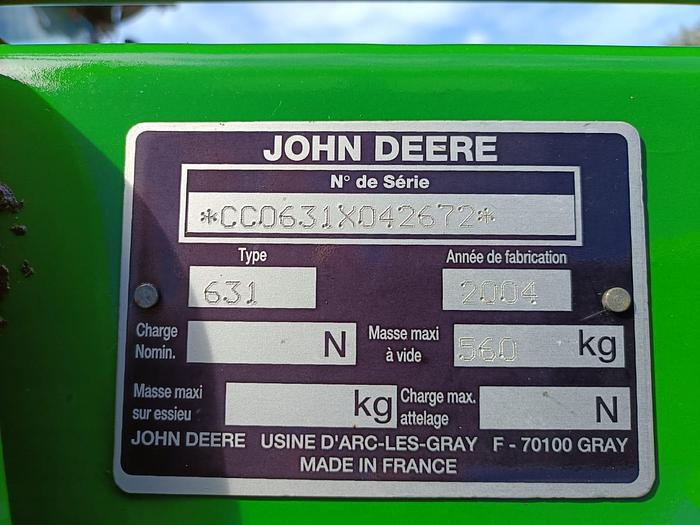 JOHN DEERE
N° de Série
*CC0631X042672*
Type Année de fabrication
631 2004
Charge Nomin. N Masse maxi à vide 560 kg
Masse maxi sur essieu kg Charge max. attelage N
JOHN DEERE USINE D'ARC-LES-GRAY F - 70100 GRAY
MADE IN FRANCE